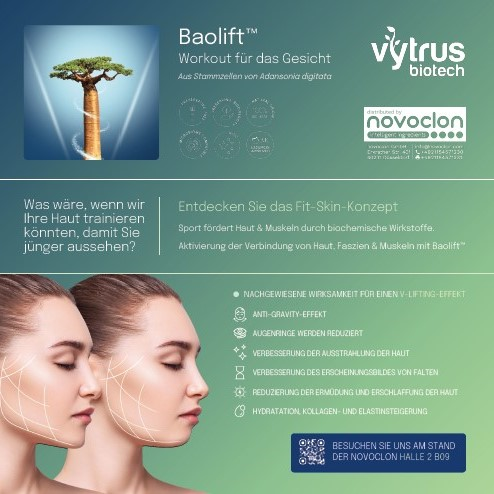 Baolift™
Workout für das Gesicht
Aus Stammzellen von Adansonia digitata
vytrus
biotech
distributed by
novoclon
intelligent ingredients
Novoclon GmbH
Was wäre, wenn wir
Ihre Haut trainieren
könnten, damit Sie
jünger aussehen?
Entdecken Sie das Fit-Skin-Konzept
Sport fördert Haut & Muskeln durch biochemische Wirkstoffe.
Aktivierung der Verbindung von Haut, Faszien & Muskeln mit Baolift™
NACHGEWIESENE WIRKSAMKEIT FÜR EINEN V-LIFTING-EFFEKT
ANTI-GRAVITY-EFFEKT
AUGENRINGE WERDEN REDUZIERT
VERBESSERUNG DER AUSSTRAHLUNG DER HAUT
VERBESSERUNG DES ERSCHEINUNGSBILDES VON FALTEN
REDUZIERUNG DER ERMÜDUNG UND ERSCHLAFFUNG DER HAUT
HYDRATATION, KOLLAGEN- UND ELASTINSTEIGERUNG
BESUCHEN SIE UNS AM STAND
DER NOVOCLON HALLE 2 B09